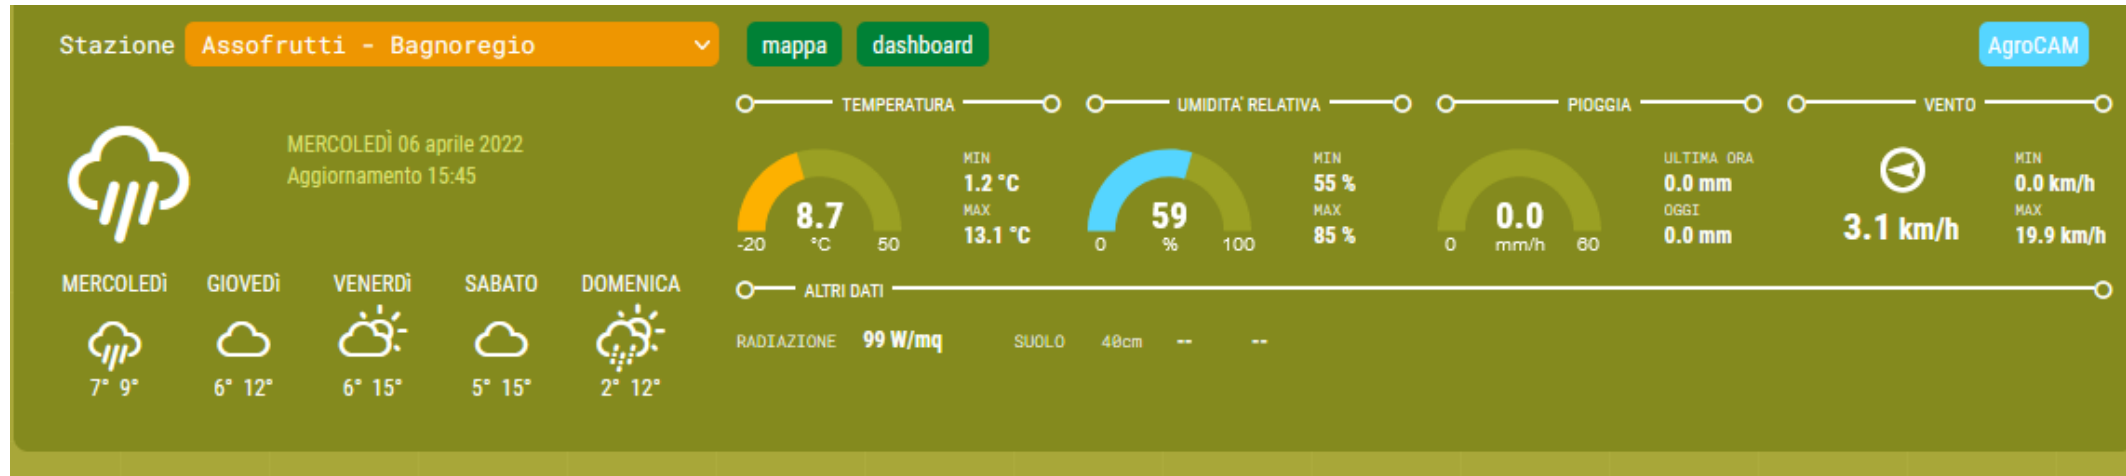 Stazione Assofrutti - Bagnoregio mappa dashboard AgroCAM
MERCOLEDÌ 06 aprile 2022
Aggiornamento 15:45
MERCOLEDÌ GIOVEDÌ VENERDÌ SABATO DOMENICA
7° 9° 6° 12° 6° 15° 5° 15° 2° 12°
TEMPERATURA
8.7
-20 °C 50
MIN
1.2 °C
MAX
13.1 °C
UMIDITA' RELATIVA
59
0 % 100
MIN
55 %
MAX
85 %
PIOGGIA
0.0
0 mm/h 60
ULTIMA ORA
0.0 mm
OGGI
0.0 mm
VENTO
3.1 km/h
MIN
0.0 km/h
MAX
19.9 km/h
ALTRI DATI
RADIAZIONE 99 W/mq SUOLO 40cm -- --